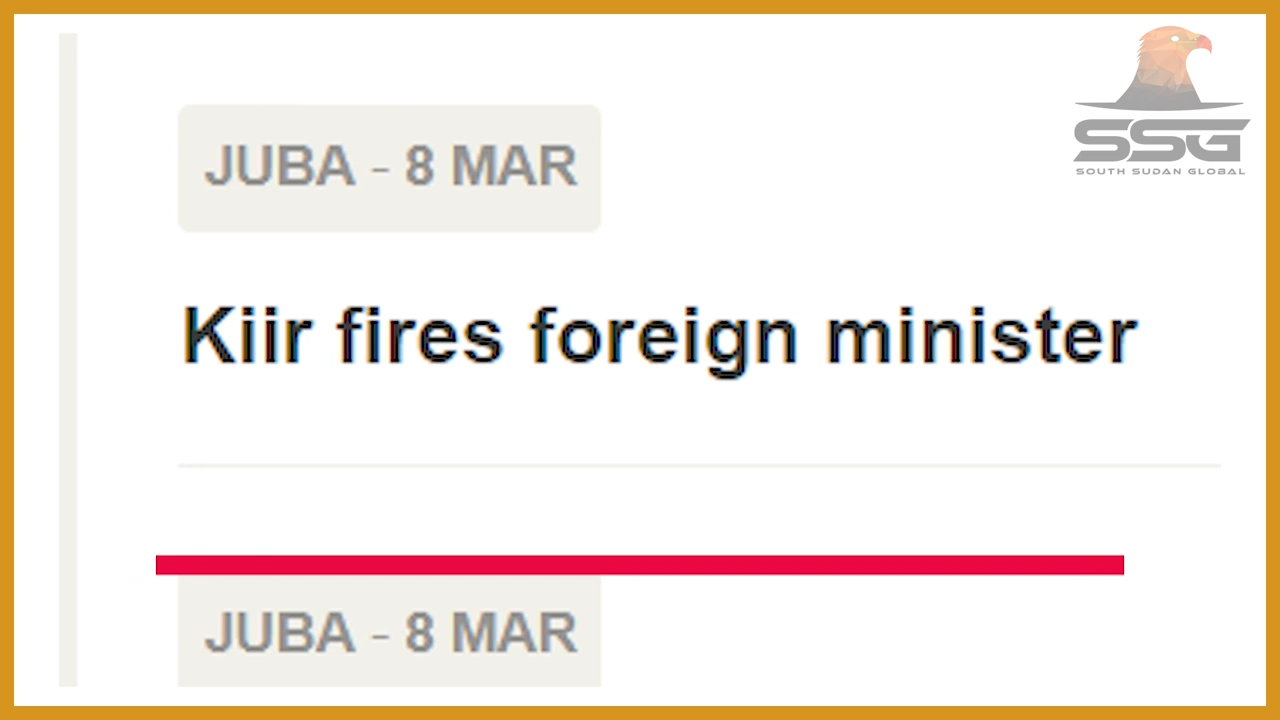 SSG
SOUTH SUDAN GLOBAL
JUBA - 8 MAR
Kiir fires foreign minister
JUBA - 8 MAR